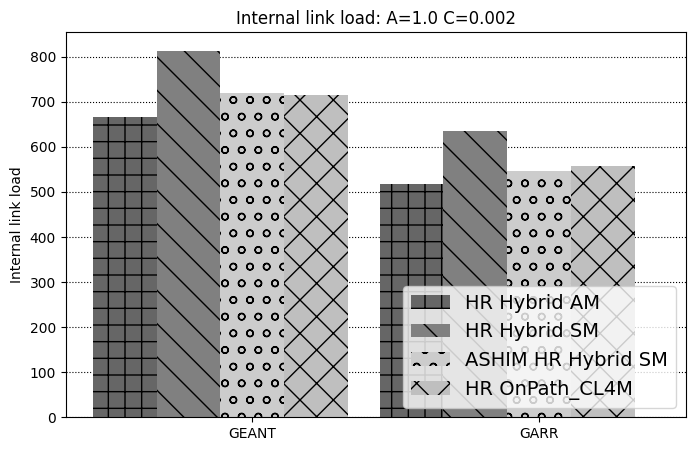 Internal link load: A=1.0 C=0.002
Internal link load
800
700
600
500
400
300
200
100
0
HR Hybrid AM
HR Hybrid SM
ASHIM HR Hybrid SM
HR OnPath_CL4M
GEANT
GARR